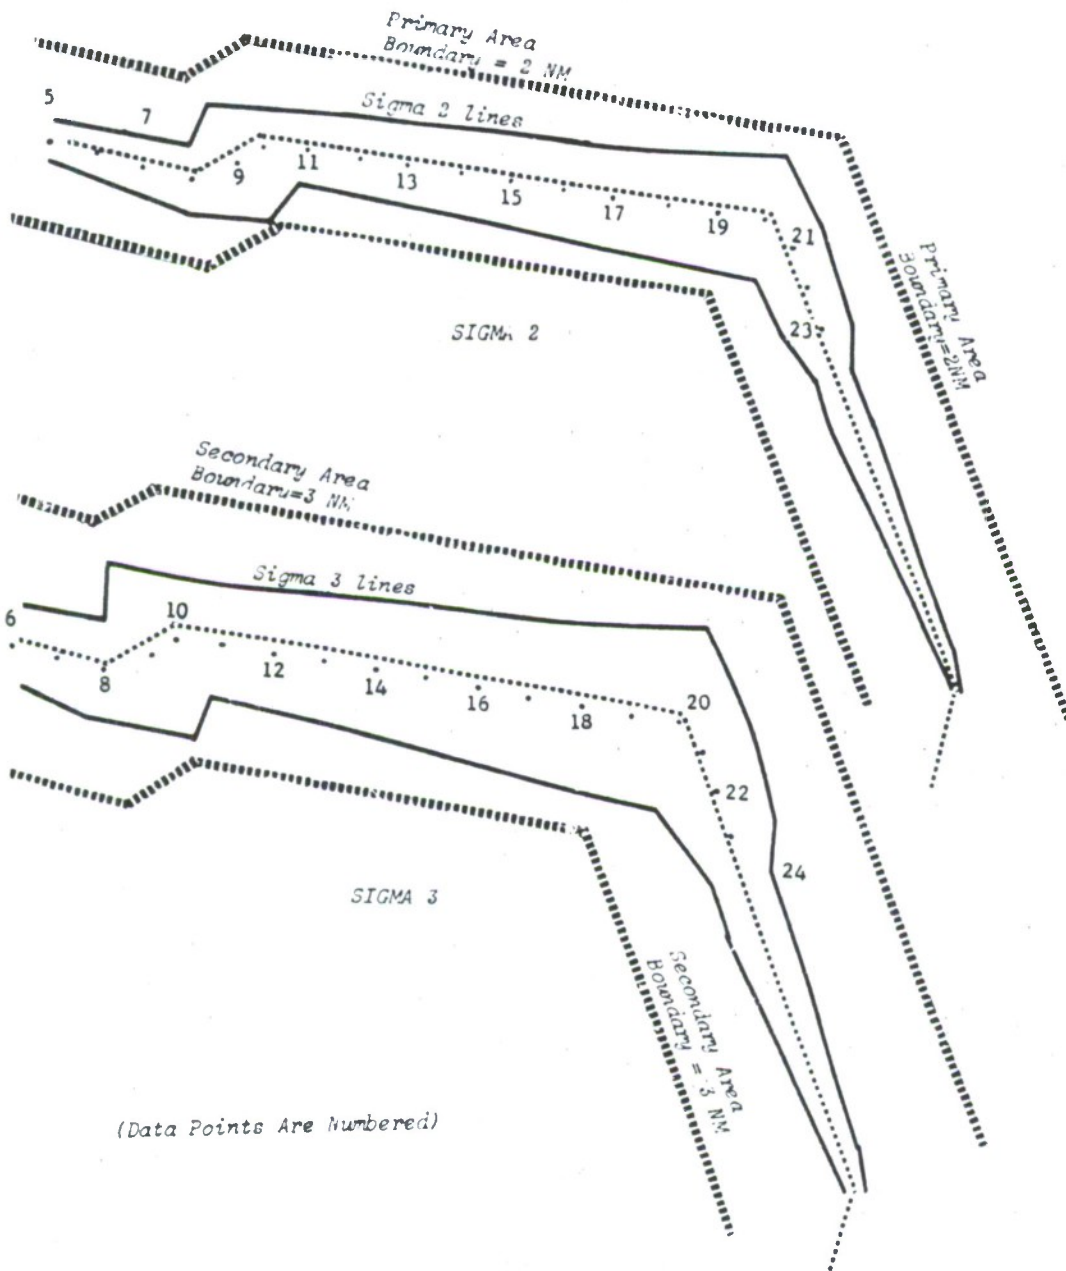 Primary Area
Boundary = 2 NM
Sigma 2 lines
5
7
9
11
13
15
17
19
21
23
Primary Area
Boundary=2NM
SIGMA 2
Secondary Area
Boundary=3 NM
Sigma 3 lines
6
8
10
12
14
16
18
20
22
24
SIGMA 3
Secondary Area
Boundary = 3 NM
(Data Points Are Numbered)